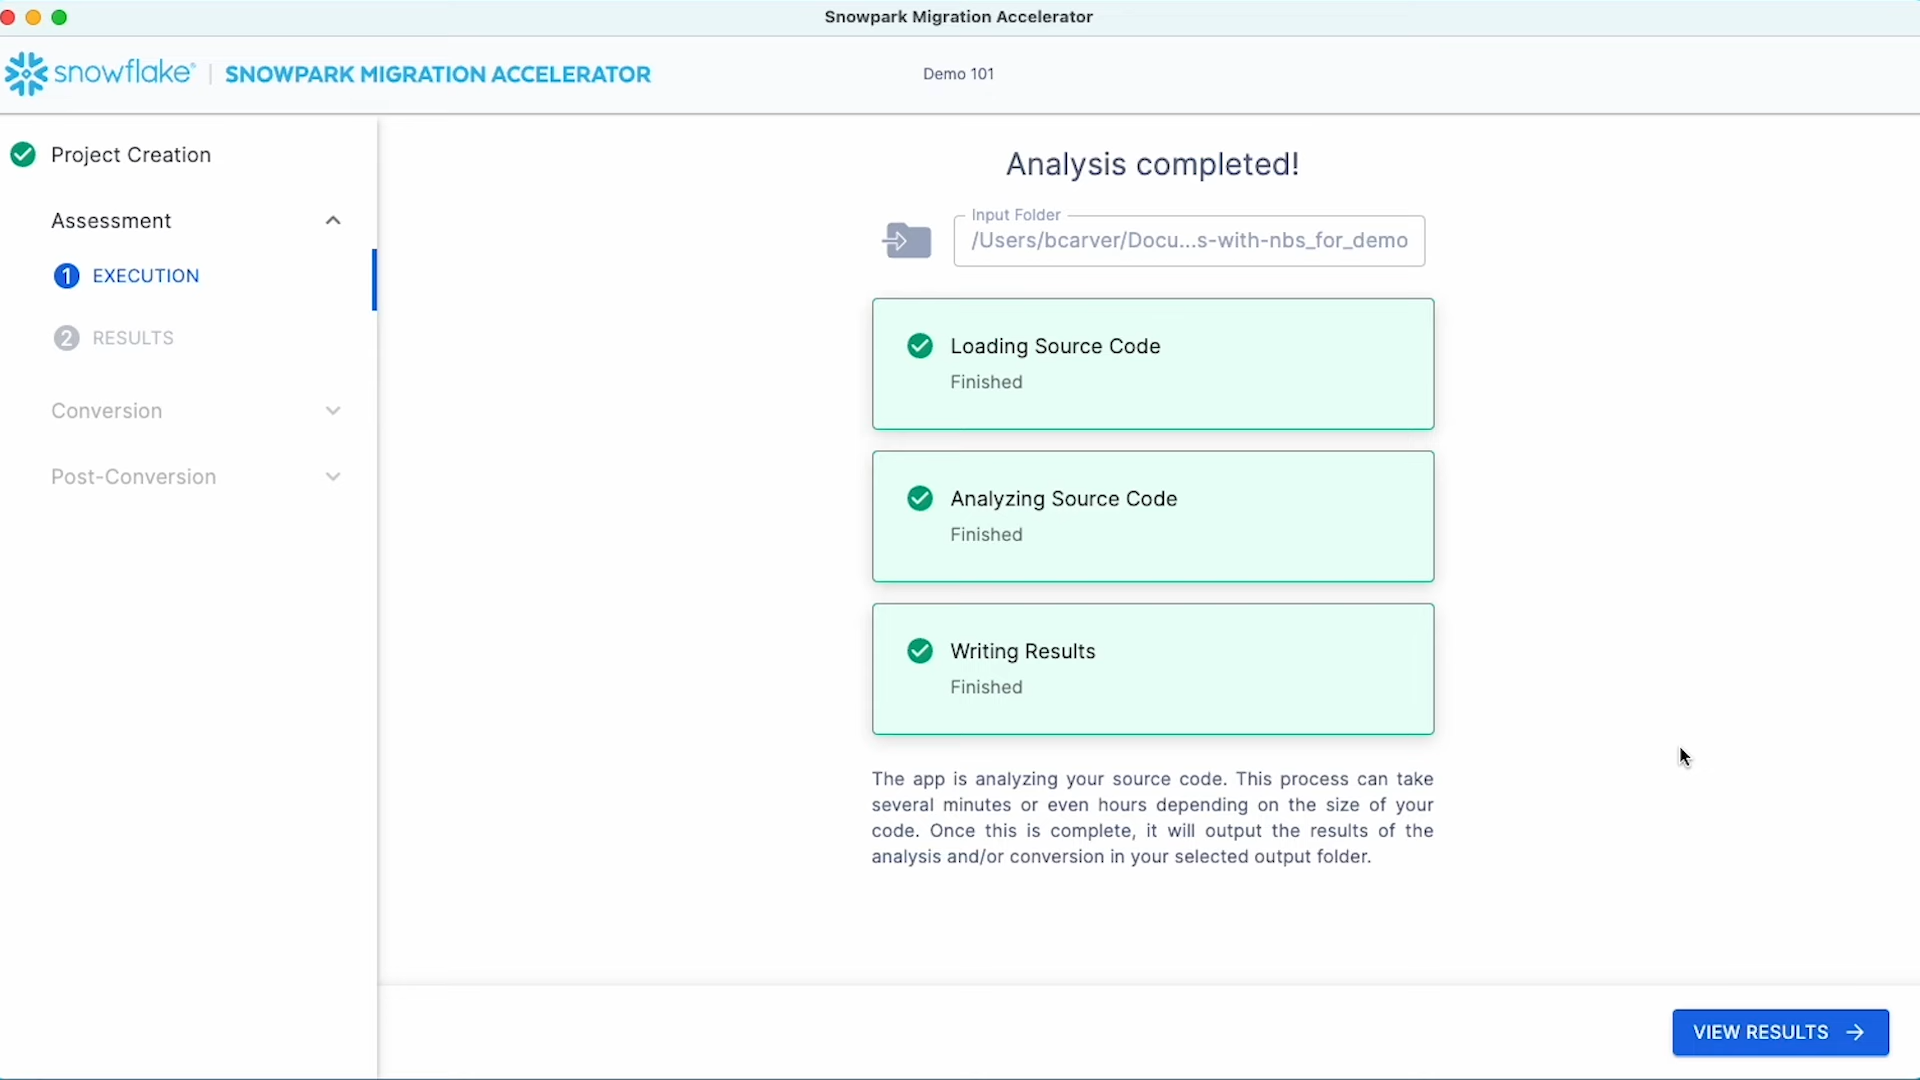 Snowpark Migration Accelerator
snowflake® | SNOWPARK MIGRATION ACCELERATOR
Demo 101
Project Creation
Assessment
1 EXECUTION
2 RESULTS
Conversion
Post-Conversion
Analysis completed!
Input Folder
/Users/bcarver/Docu...s-with-nbs_for_demo
Loading Source Code
Finished
Analyzing Source Code
Finished
Writing Results
Finished
The app is analyzing your source code. This process can take
several minutes or even hours depending on the size of your
code. Once this is complete, it will output the results of the
analysis and/or conversion in your selected output folder.
VIEW RESULTS